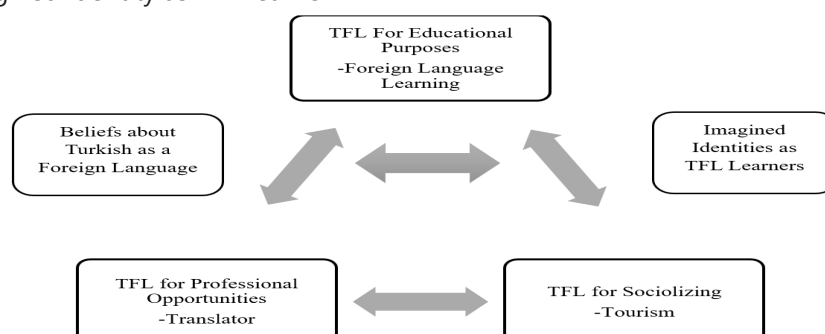 TFL For Educational
Purposes
-Foreign Language
Learning
Beliefs about
Turkish as a
Foreign Language
Imagined
Identities as
TFL Learners
TFL for Professional
Opportunities
-Translator
TFL for Sociolizing
-Tourism